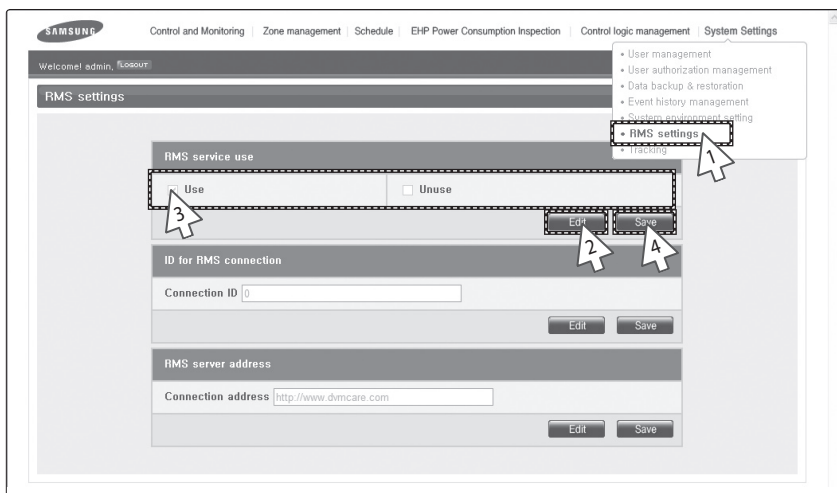 SAMSUNG
Control and Monitoring | Zone management | Schedule | EHP Power Consumption Inspection | Control logic management | System Settings
Welcome! admin, LOGOUT
• User management
• User authorization management
• Data backup & restoration
• Event history management
• System environment setting
• RMS settings
• Tracking
1
RMS settings
RMS service use
Use
Unuse
3
Edit
Save
2
4
ID for RMS connection
Connection ID 0
Edit
Save
RMS server address
Connection address http://www.dvmcare.com
Edit
Save